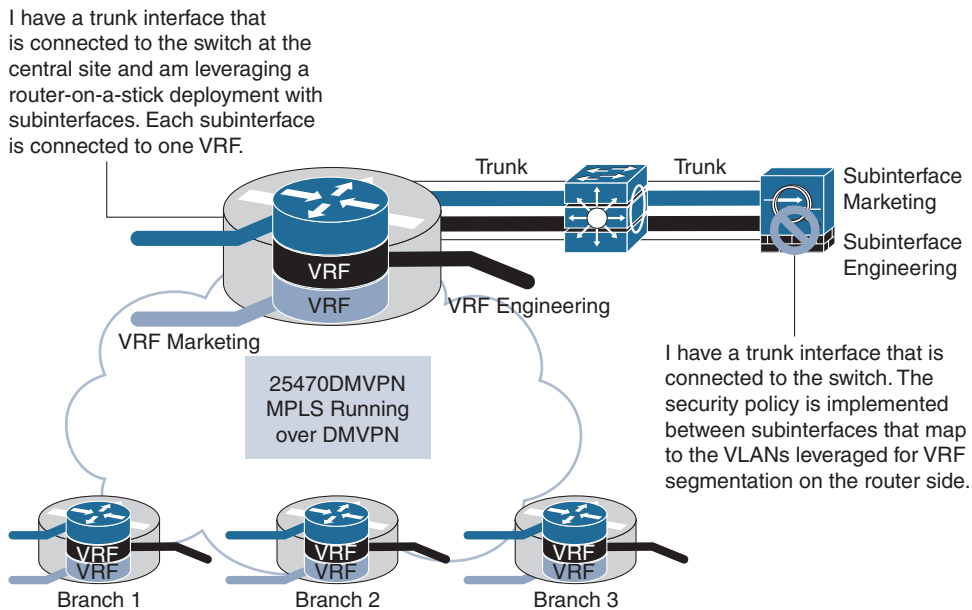 I have a trunk interface that
is connected to the switch at the
central site and am leveraging a
router-on-a-stick deployment with
subinterfaces. Each subinterface
is connected to one VRF.
Trunk
Trunk
Subinterface
Marketing
Subinterface
Engineering
VRF
VRF
VRF Engineering
VRF Marketing
25470DMVPN
MPLS Running
over DMVPN
I have a trunk interface that is
connected to the switch. The
security policy is implemented
between subinterfaces that map
to the VLANs leveraged for VRF
segmentation on the router side.
VRF
VRF
Branch 1
VRF
VRF
Branch 2
VRF
VRF
Branch 3